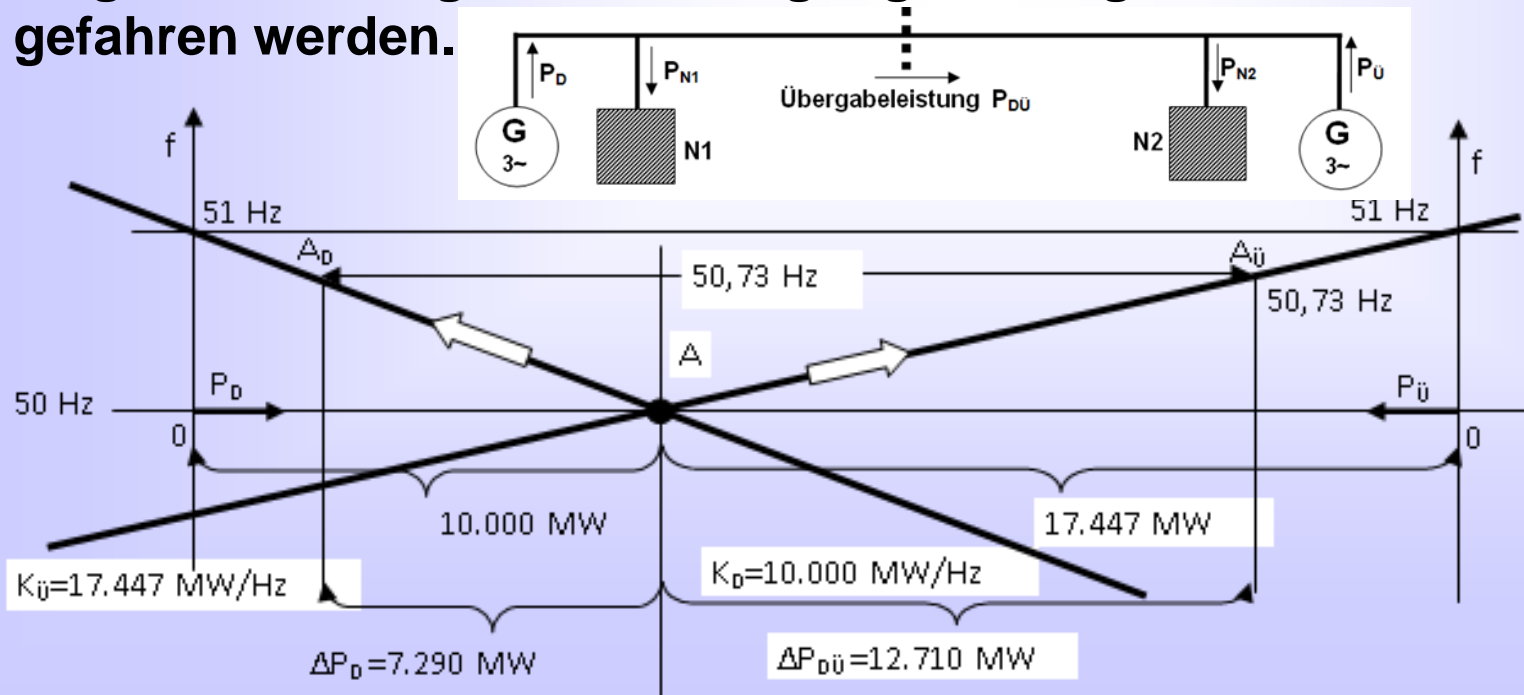 gefahren werden.
P_D
P_N1
P_N2
P_Ü
Übergabeleistung P_DÜ
G
3~
N1
N2
G
3~
f
f
51 Hz
51 Hz
A_D
50,73 Hz
A_Ü
50,73 Hz
A
50 Hz
P_D
P_Ü
0
0
10.000 MW
17.447 MW
K_Ü=17.447 MW/Hz
K_D=10.000 MW/Hz
ΔP_D=7.290 MW
ΔP_DÜ=12.710 MW